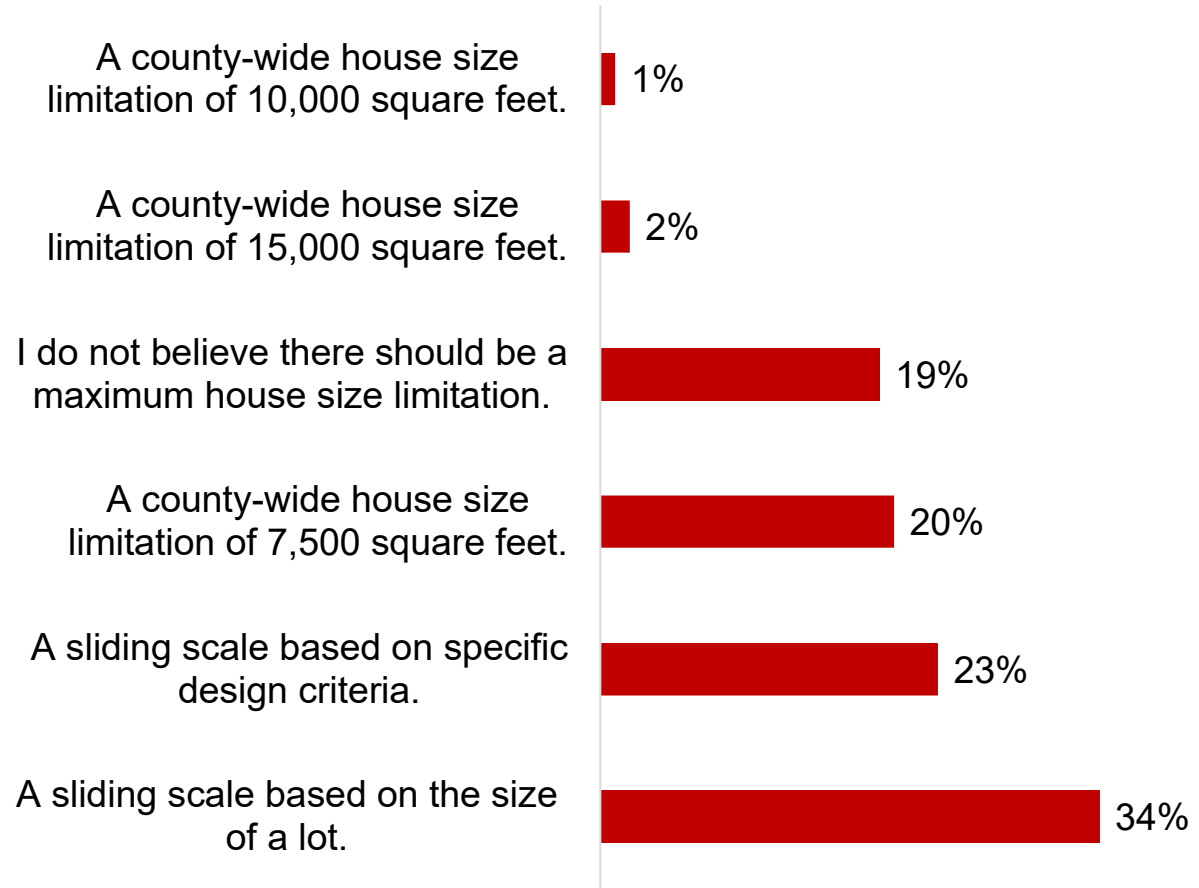 A county-wide house size
limitation of 10,000 square feet.
1%
A county-wide house size
limitation of 15,000 square feet.
2%
I do not believe there should be a
maximum house size limitation.
19%
A county-wide house size
limitation of 7,500 square feet.
20%
A sliding scale based on specific
design criteria.
23%
A sliding scale based on the size
of a lot.
34%